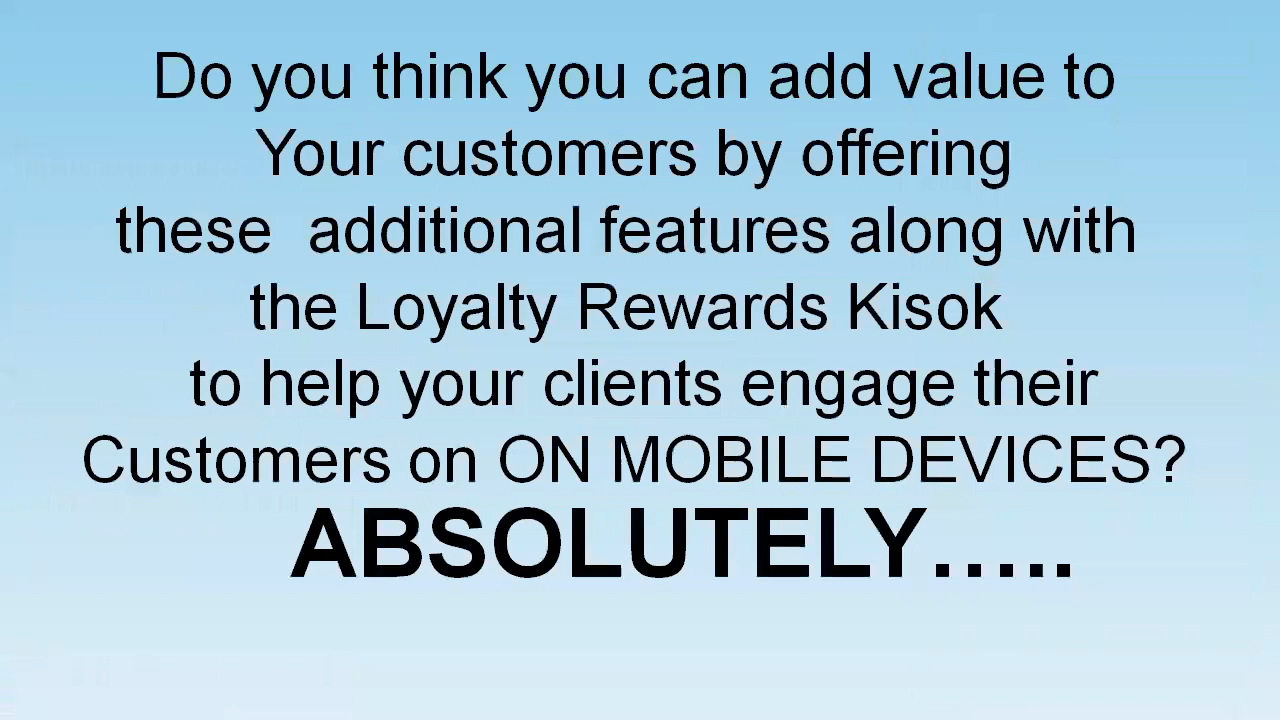 Do you think you can add value to
Your customers by offering
these  additional features along with
the Loyalty Rewards Kisok
to help your clients engage their
Customers on ON MOBILE DEVICES?
ABSOLUTELY…..